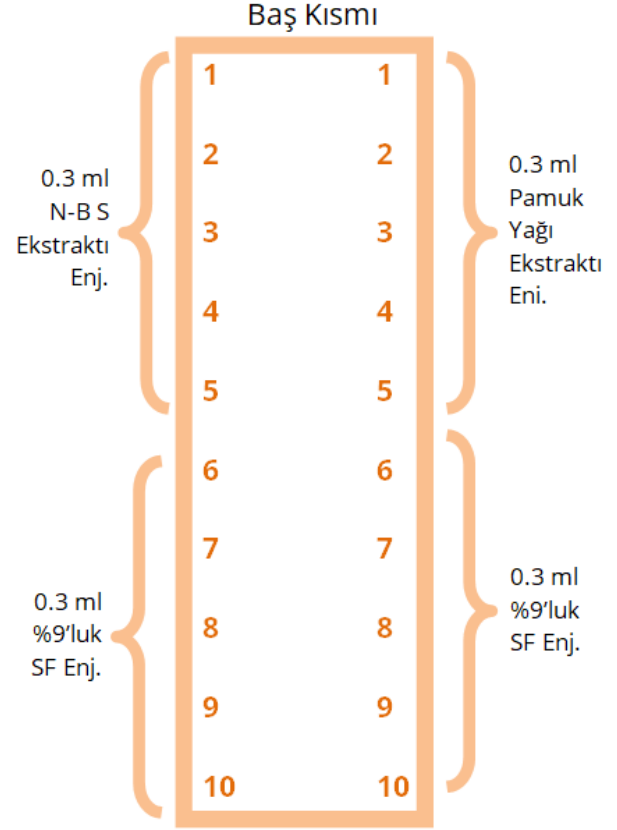 Baş Kısmı
1 1
2 2
3 3
4 4
5 5
6 6
7 7
8 8
9 9
10 10
0.3 ml
N-B S
Ekstraktı
Enj.
0.3 ml
%9’luk
SF Enj.
0.3 ml
Pamuk
Yağı
Ekstraktı
Eni.
0.3 ml
%9’luk
SF Enj.